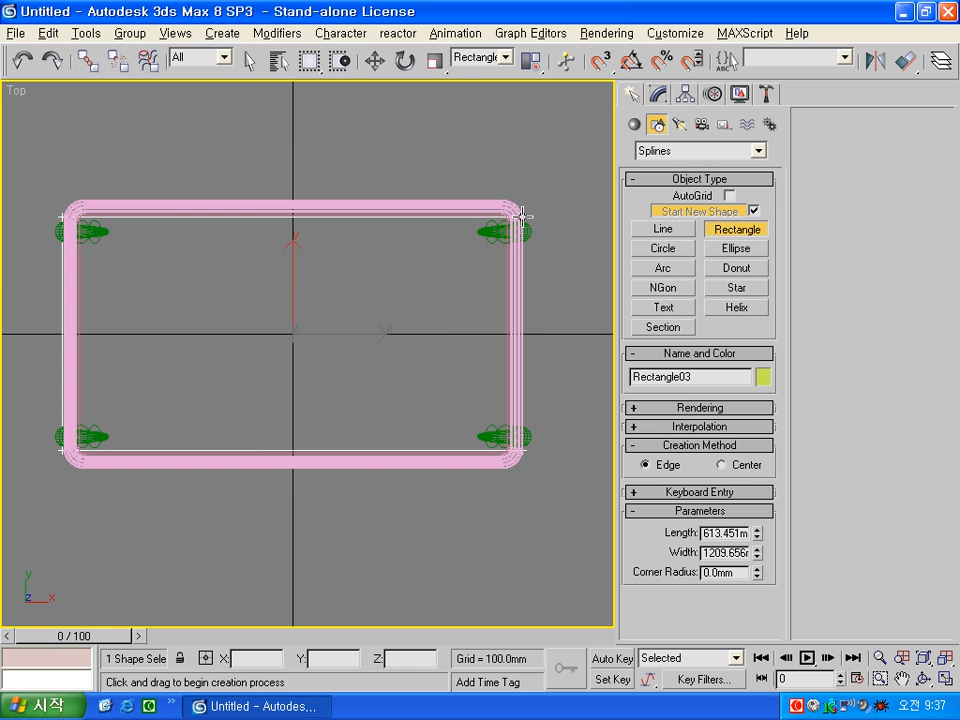 Untitled - Autodesk 3ds Max 8 SP3 - Stand-alone License
File Edit Tools Group Views Create Modifiers Character reactor Animation Graph Editors Rendering Customize MAXScript Help
All
Rectangle
Top
Splines
- Object Type
AutoGrid
Start New Shape
Line Rectangle
Circle Ellipse
Arc Donut
NGon Star
Text Helix
Section
- Name and Color
Rectangle03
+ Rendering
+ Interpolation
- Creation Method
Edge Center
+ Keyboard Entry
- Parameters
Length: 613.451m
Width: 1209.656
Corner Radius: 0.0mm
y
x
z
y
z x
< 0 / 100 >
1 Shape Sele X: Y: Z: Grid = 100.0mm Auto Key Selected
Click and drag to begin creation process Add Time Tag Set Key Key Filters... 0
시작 Untitled - Autodes... 오전 9:37